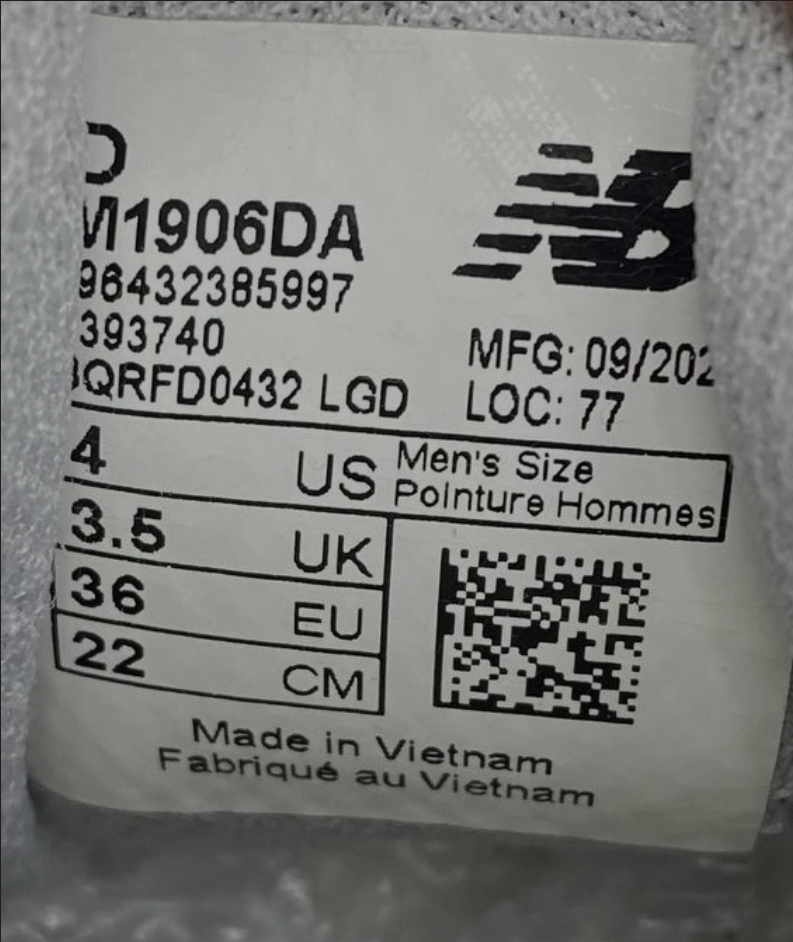 D
M1906DA
96432385997
393740
QRFD0432 LGD
MFG: 09/202
LOC: 77
4 US Men's Size
Pointure Hommes
3.5 UK
36 EU
22 CM
Made in Vietnam
Fabriqué au Vietnam